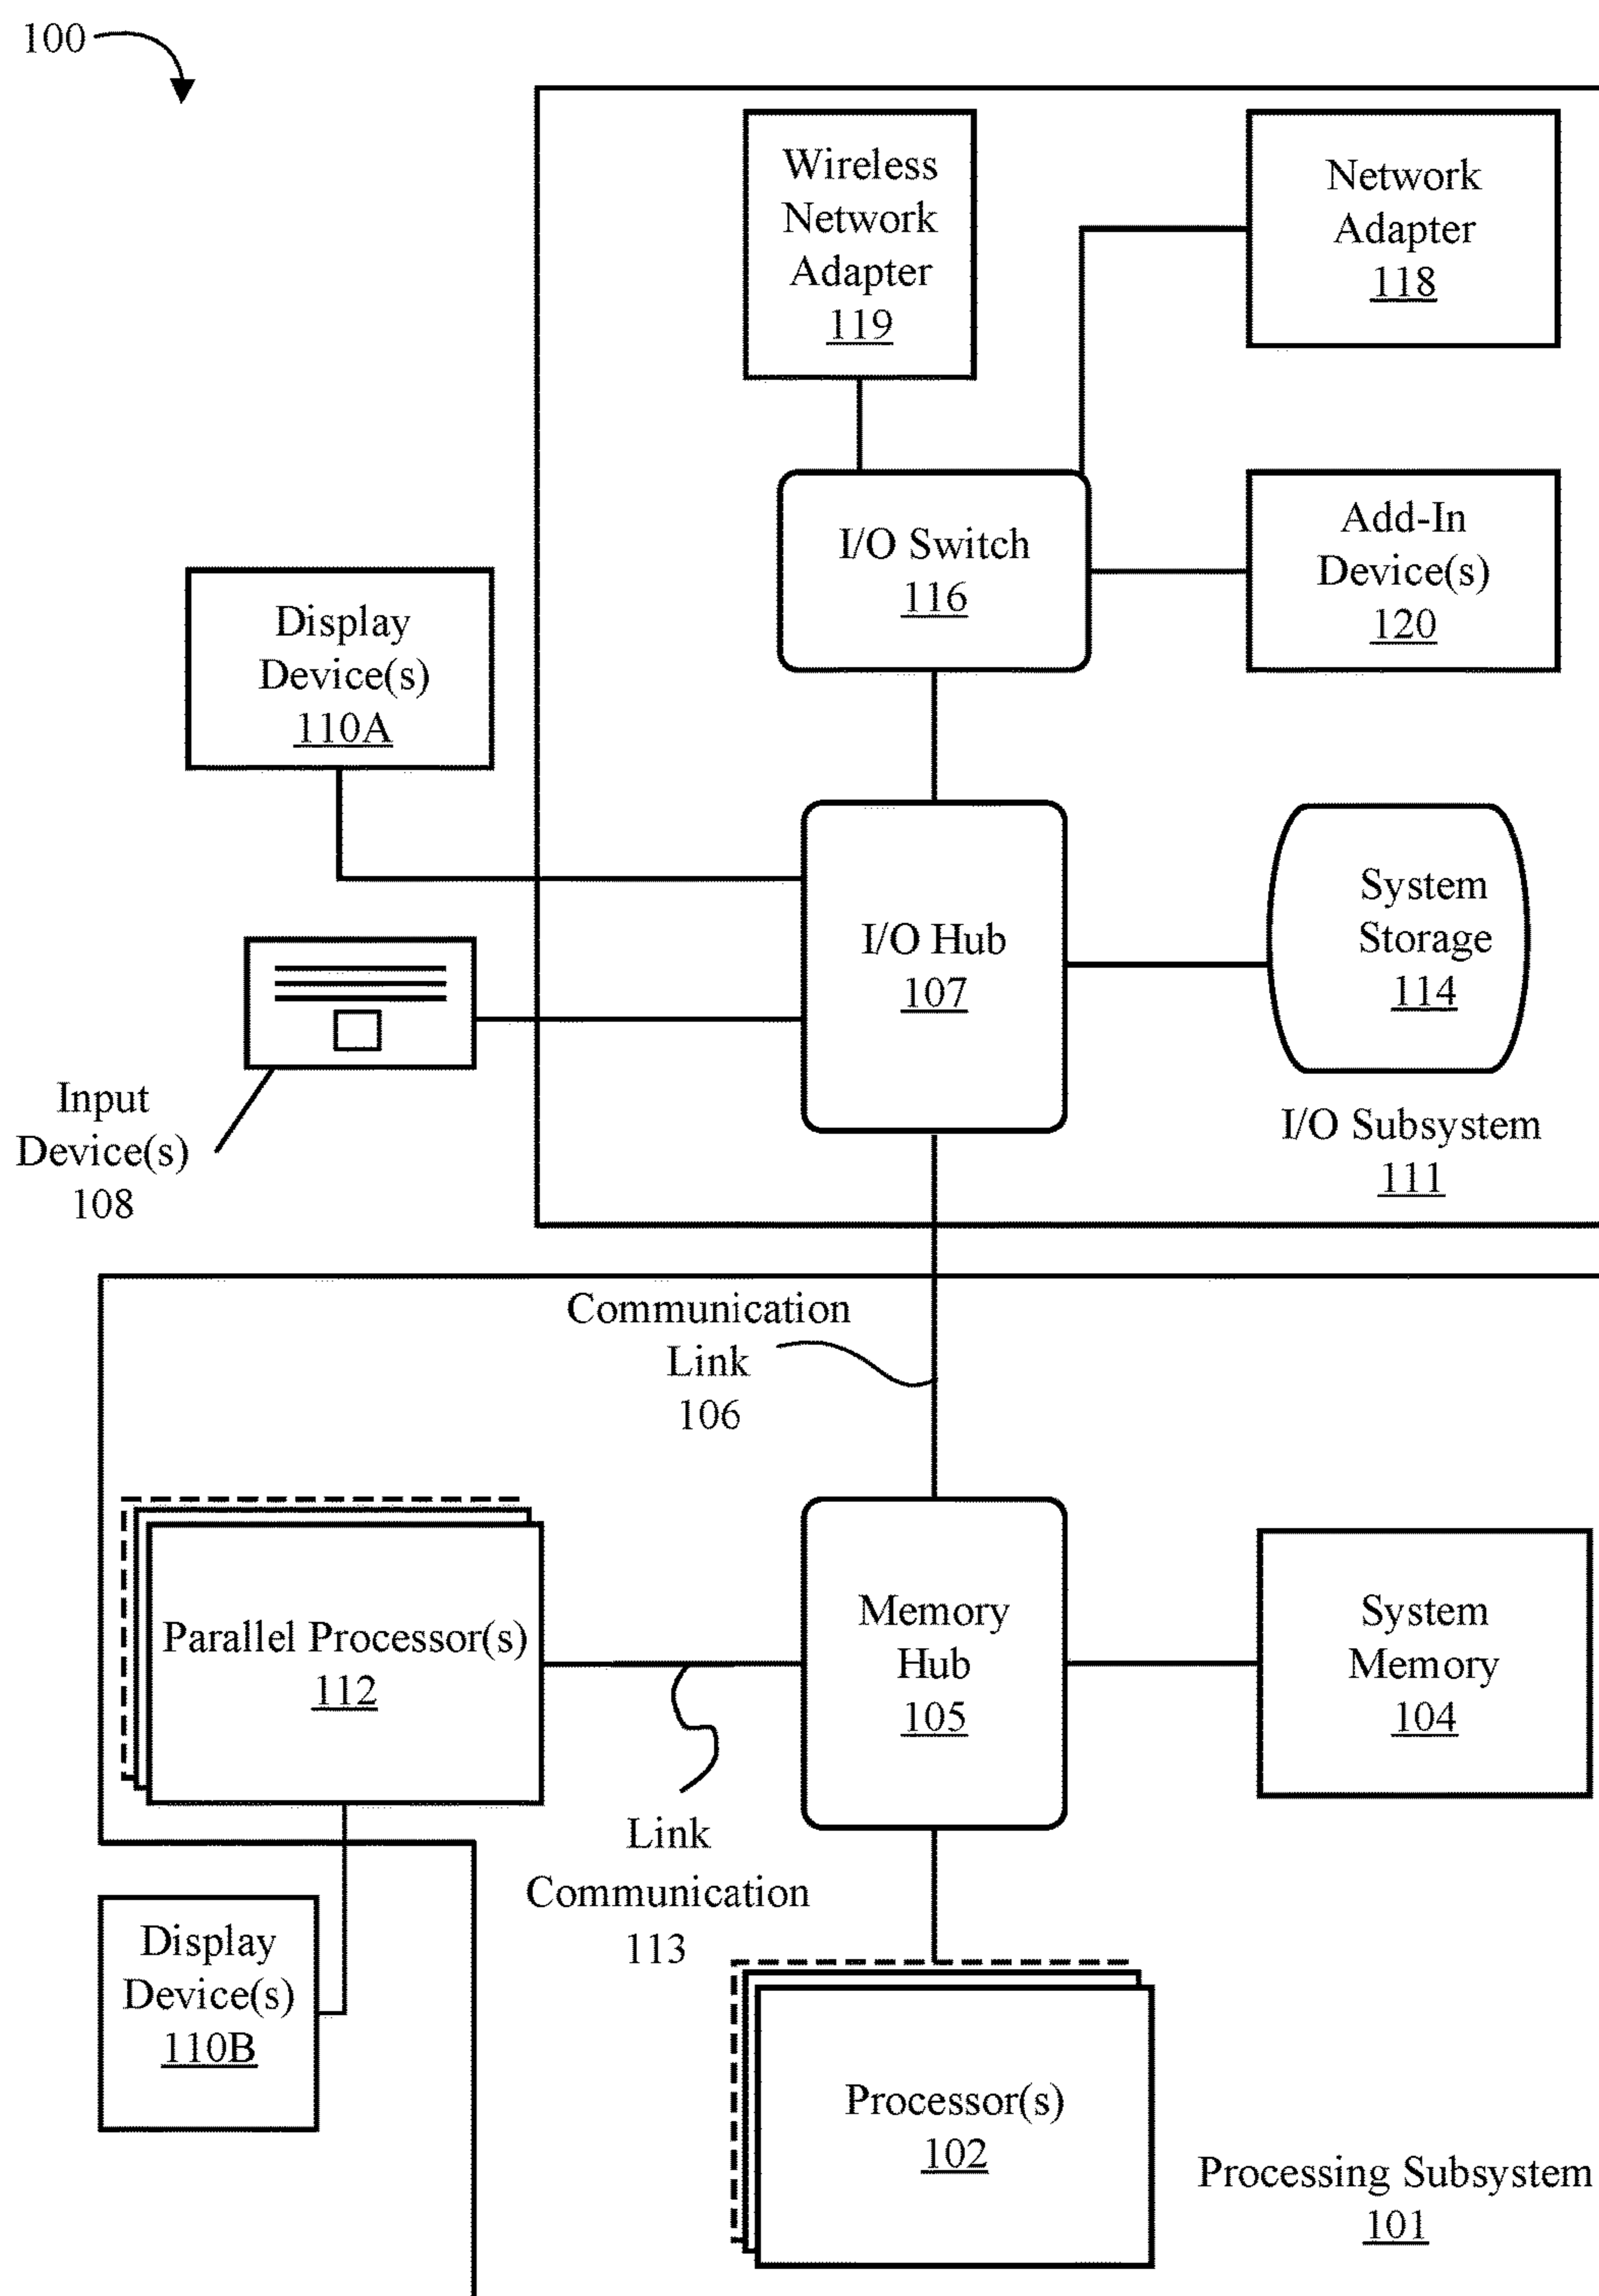 100
Wireless
Network
Adapter
119
Network
Adapter
118
I/O Switch
116
Add-In
Device(s)
120
Display
Device(s)
110A
I/O Hub
107
System
Storage
114
Input
Device(s)
108
I/O Subsystem
111
Communication
Link
106
Parallel Processor(s)
112
Memory
Hub
105
System
Memory
104
Link
Communication
113
Display
Device(s)
110B
Processor(s)
102
Processing Subsystem
101